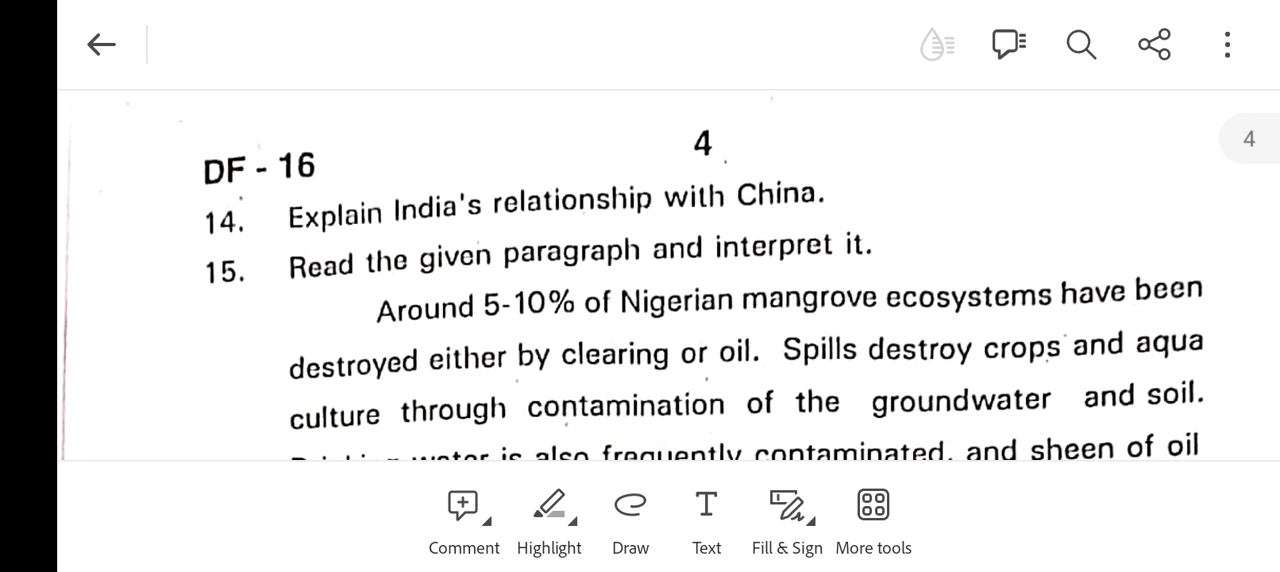 4
DF - 16
4
14. Explain India's relationship with China.
15. Read the given paragraph and interpret it.
Around 5-10% of Nigerian mangrove ecosystems have been
destroyed either by clearing or oil. Spills destroy crops and aqua
culture through contamination of the groundwater and soil.
water is also frequently contaminated, and sheen of oil
Comment Highlight Draw Text Fill & Sign More tools